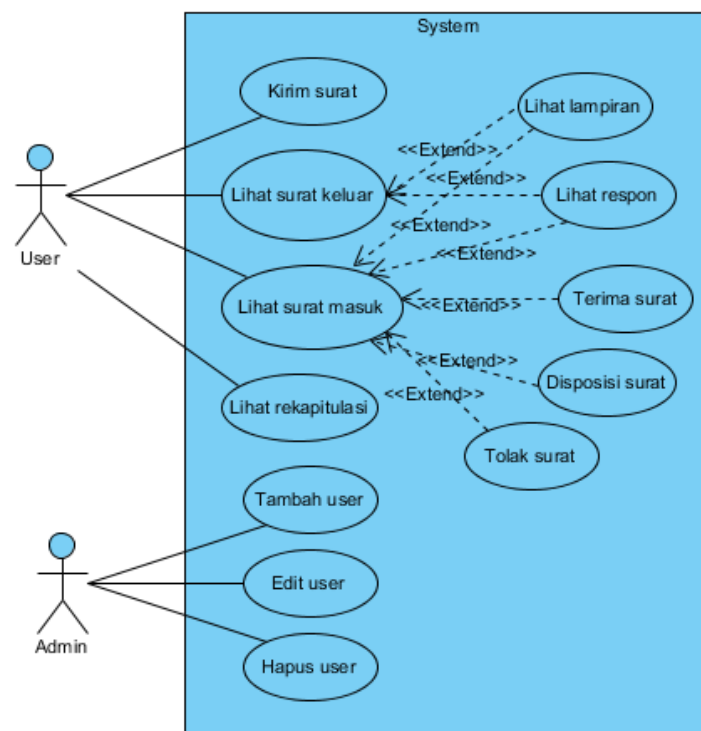 System
Kirim surat
Lihat lampiran
<<Extend>>
Lihat surat keluar
<<Extend>>
Lihat respon
<<Extend>>
<<Extend>>
User
Lihat surat masuk
<<Extend>>
Terima surat
<<Extend>>
Disposisi surat
<<Extend>>
Lihat rekapitulasi
Tolak surat
Tambah user
Edit user
Admin
Hapus user